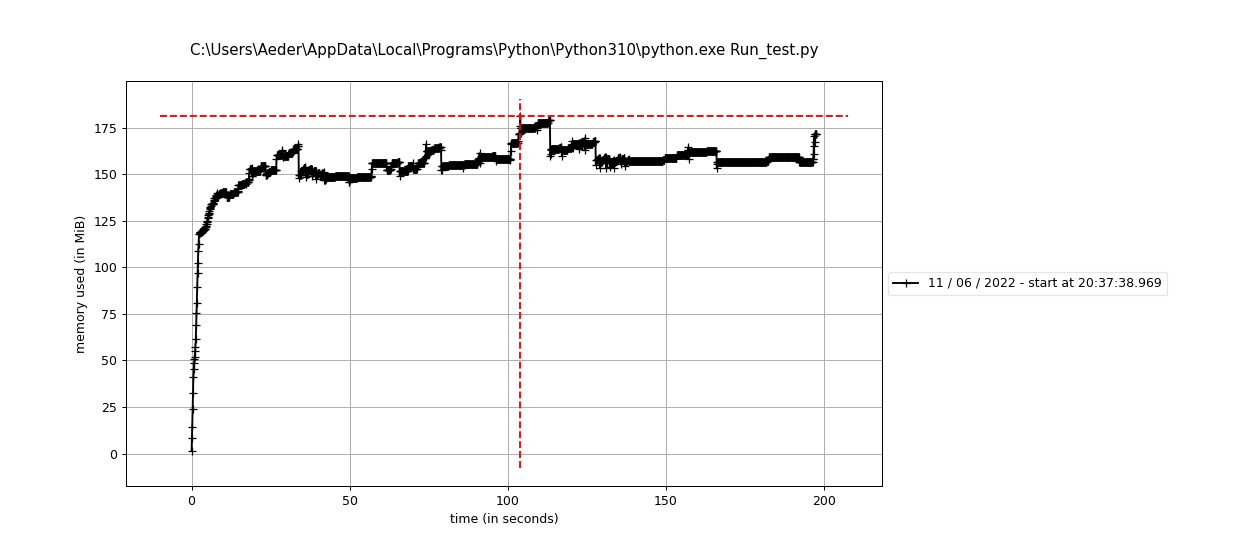 C:\Users\Aeder\AppData\Local\Programs\Python\Python310\python.exe Run_test.py
175
150
125
100
75
50
25
0
memory used (in MiB)
0 50 100 150 200
time (in seconds)
11 / 06 / 2022 - start at 20:37:38.969